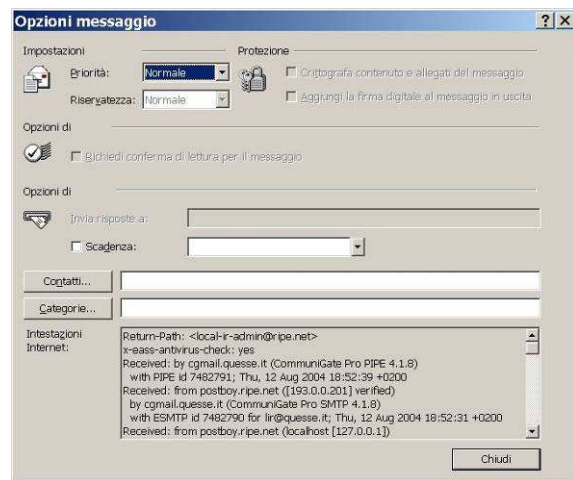 Opzioni messaggio
Impostazioni
Protezione
Priorità: Normale
Crittografa contenuto e allegati del messaggio
Riservatezza: Normale
Aggiungi la firma digitale al messaggio in uscita
Opzioni di
Richiedi conferma di lettura per il messaggio
Opzioni di
Invia risposte a:
Scadenza:
Contatti...
Categorie...
Intestazioni Internet:
Return-Path: <local-ir-admin@ripe.net>
x-eass-antivirus-check: yes
Received: by cgmail.quesse.it (CommuniGate Pro PIPE 4.1.8)
with PIPE id 7482791; Thu, 12 Aug 2004 18:52:39 +0200
Received: from postboy.ripe.net ([193.0.0.201] verified)
by cgmail.quesse.it (CommuniGate Pro SMTP 4.1.8)
with ESMTP id 7482790 for lir@quesse.it; Thu, 12 Aug 2004 18:52:31 +0200
Received: from postboy.ripe.net (localhost [127.0.0.1])
Chiudi